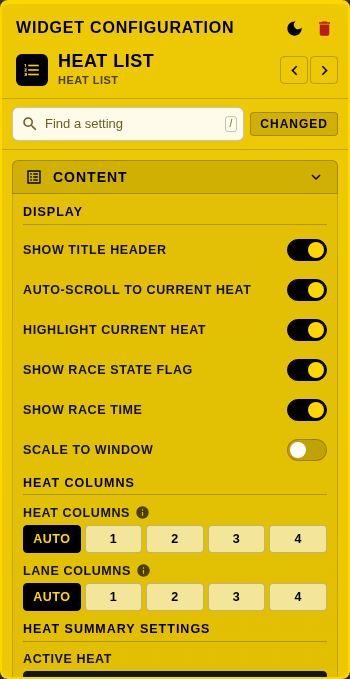 WIDGET CONFIGURATION
HEAT LIST
HEAT LIST
Find a setting
/
CHANGED
CONTENT
DISPLAY
SHOW TITLE HEADER
AUTO-SCROLL TO CURRENT HEAT
HIGHLIGHT CURRENT HEAT
SHOW RACE STATE FLAG
SHOW RACE TIME
SCALE TO WINDOW
HEAT COLUMNS
HEAT COLUMNS
AUTO 1 2 3 4
LANE COLUMNS
AUTO 1 2 3 4
HEAT SUMMARY SETTINGS
ACTIVE HEAT